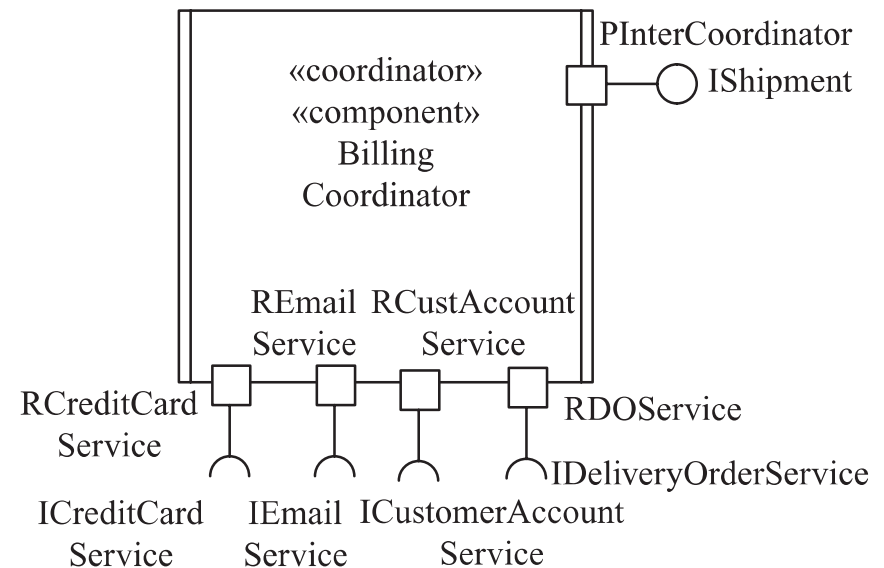 PInterCoordinator
IShipment
«coordinator»
«component»
Billing
Coordinator
REmail
Service
RCustAccount
Service
RCreditCard
Service
RDOService
ICreditCard
Service
IEmail
Service
ICustomerAccount
Service
IDeliveryOrderService